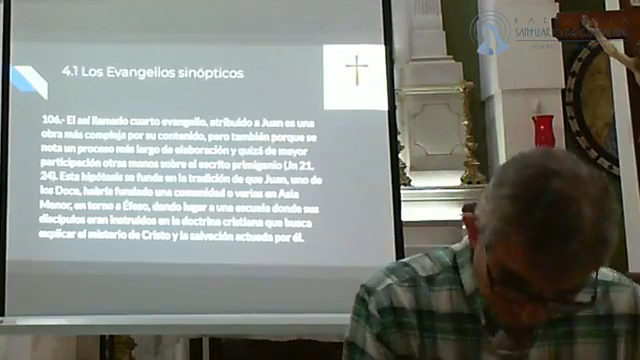 PARROQUIA
SANTUARIO DE GUADALUPE
4.1 Los Evangelios sinópticos
106.- El así llamado cuarto evangelio, atribuido a Juan es una
obra más compleja por su contenido, pero también porque se
nota un proceso más largo de elaboración y quizá de mayor
participación otras manos sobre el escrito primigenio (Jn 21,
24). Esta hipótesis se funda en la tradición de que Juan, uno de
los Doce, habría fundado una comunidad o varias en Asia
Menor, en torno a Éfeso, dando lugar a una escuela donde sus
discípulos eran instruidos en la doctrina cristiana que busca
explicar el misterio de Cristo y la salvación actuada por él.